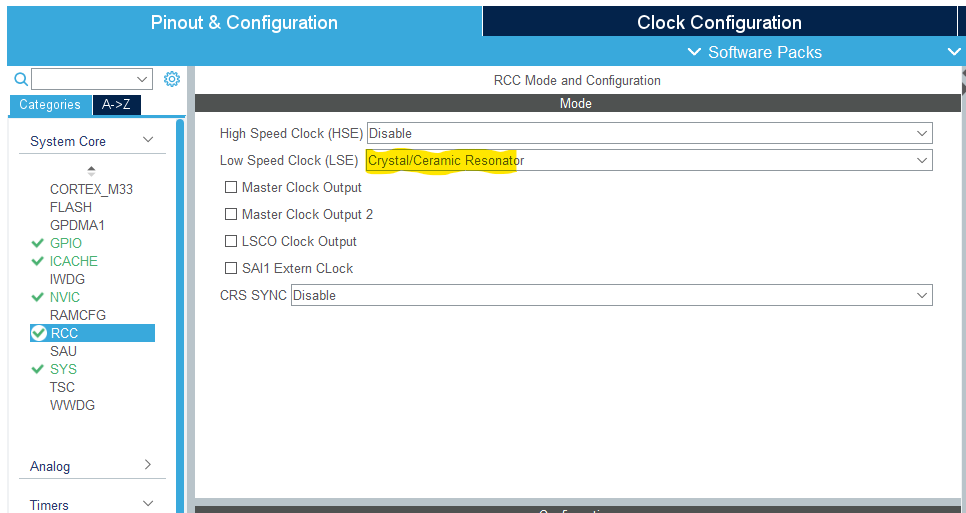 Pinout & Configuration
Clock Configuration
Software Packs
Categories
A->Z
System Core
CORTEX_M33
FLASH
GPDMA1
GPIO
ICACHE
IWDG
NVIC
RAMCFG
RCC
SAU
SYS
TSC
WWDG
Analog
Timers
RCC Mode and Configuration
Mode
High Speed Clock (HSE) Disable
Low Speed Clock (LSE) Crystal/Ceramic Resonator
Master Clock Output
Master Clock Output 2
LSCO Clock Output
SAI1 Extern CLock
CRS SYNC Disable